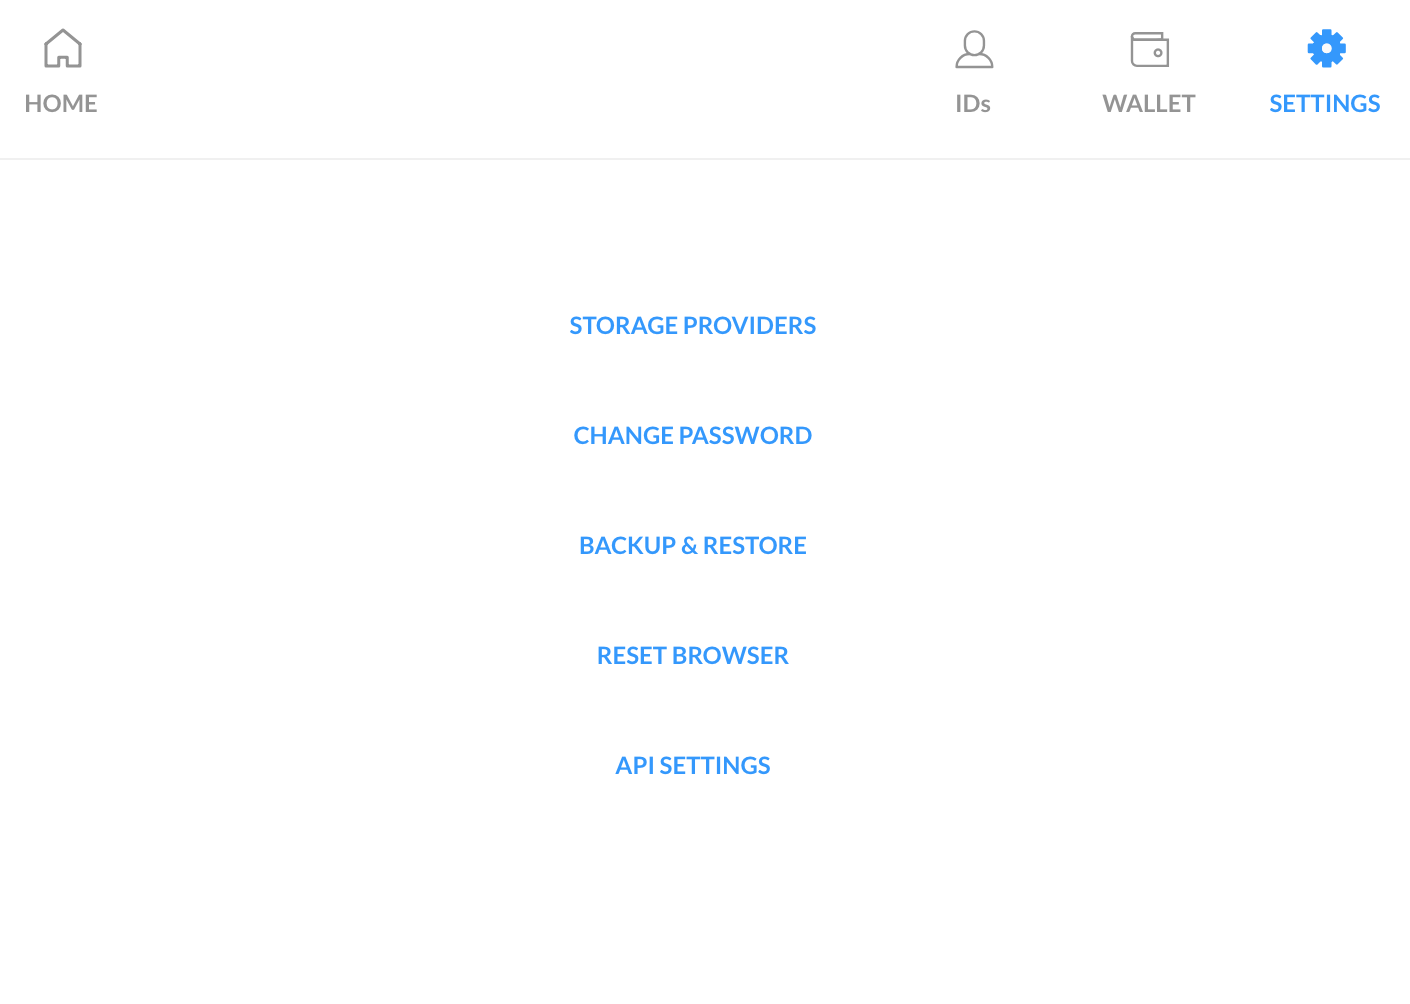 HOME
IDs
WALLET
SETTINGS
STORAGE PROVIDERS
CHANGE PASSWORD
BACKUP & RESTORE
RESET BROWSER
API SETTINGS